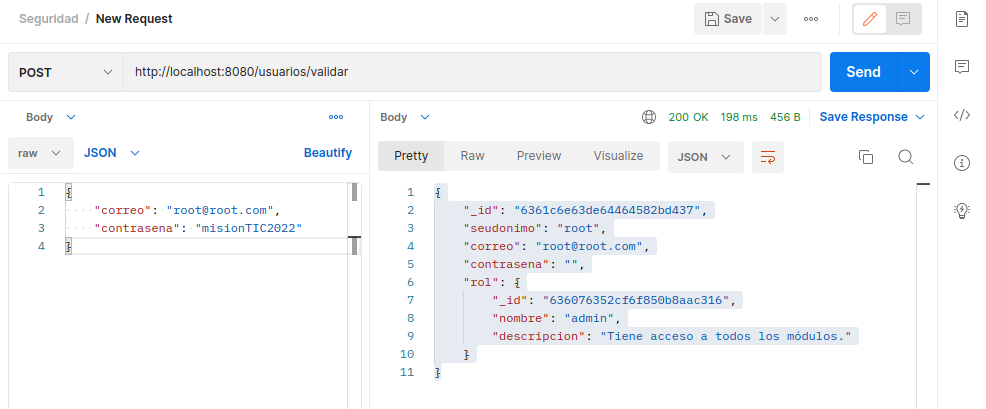 Seguridad / New Request
Save
POST
http://localhost:8080/usuarios/validar
Send
Body
raw
JSON
Beautify
1 {
2 "correo": "root@root.com",
3 "contrasena": "misionTIC2022"
4 }
Body
200 OK 198 ms 456 B
Save Response
Pretty Raw Preview Visualize JSON
1 {
2 "_id": "6361c6e63de64464582bd437",
3 "seudonimo": "root",
4 "correo": "root@root.com",
5 "contrasena": "",
6 "rol": {
7 "_id": "636076352cf6f850b8aac316",
8 "nombre": "admin",
9 "descripcion": "Tiene acceso a todos los módulos."
10 }
11 }